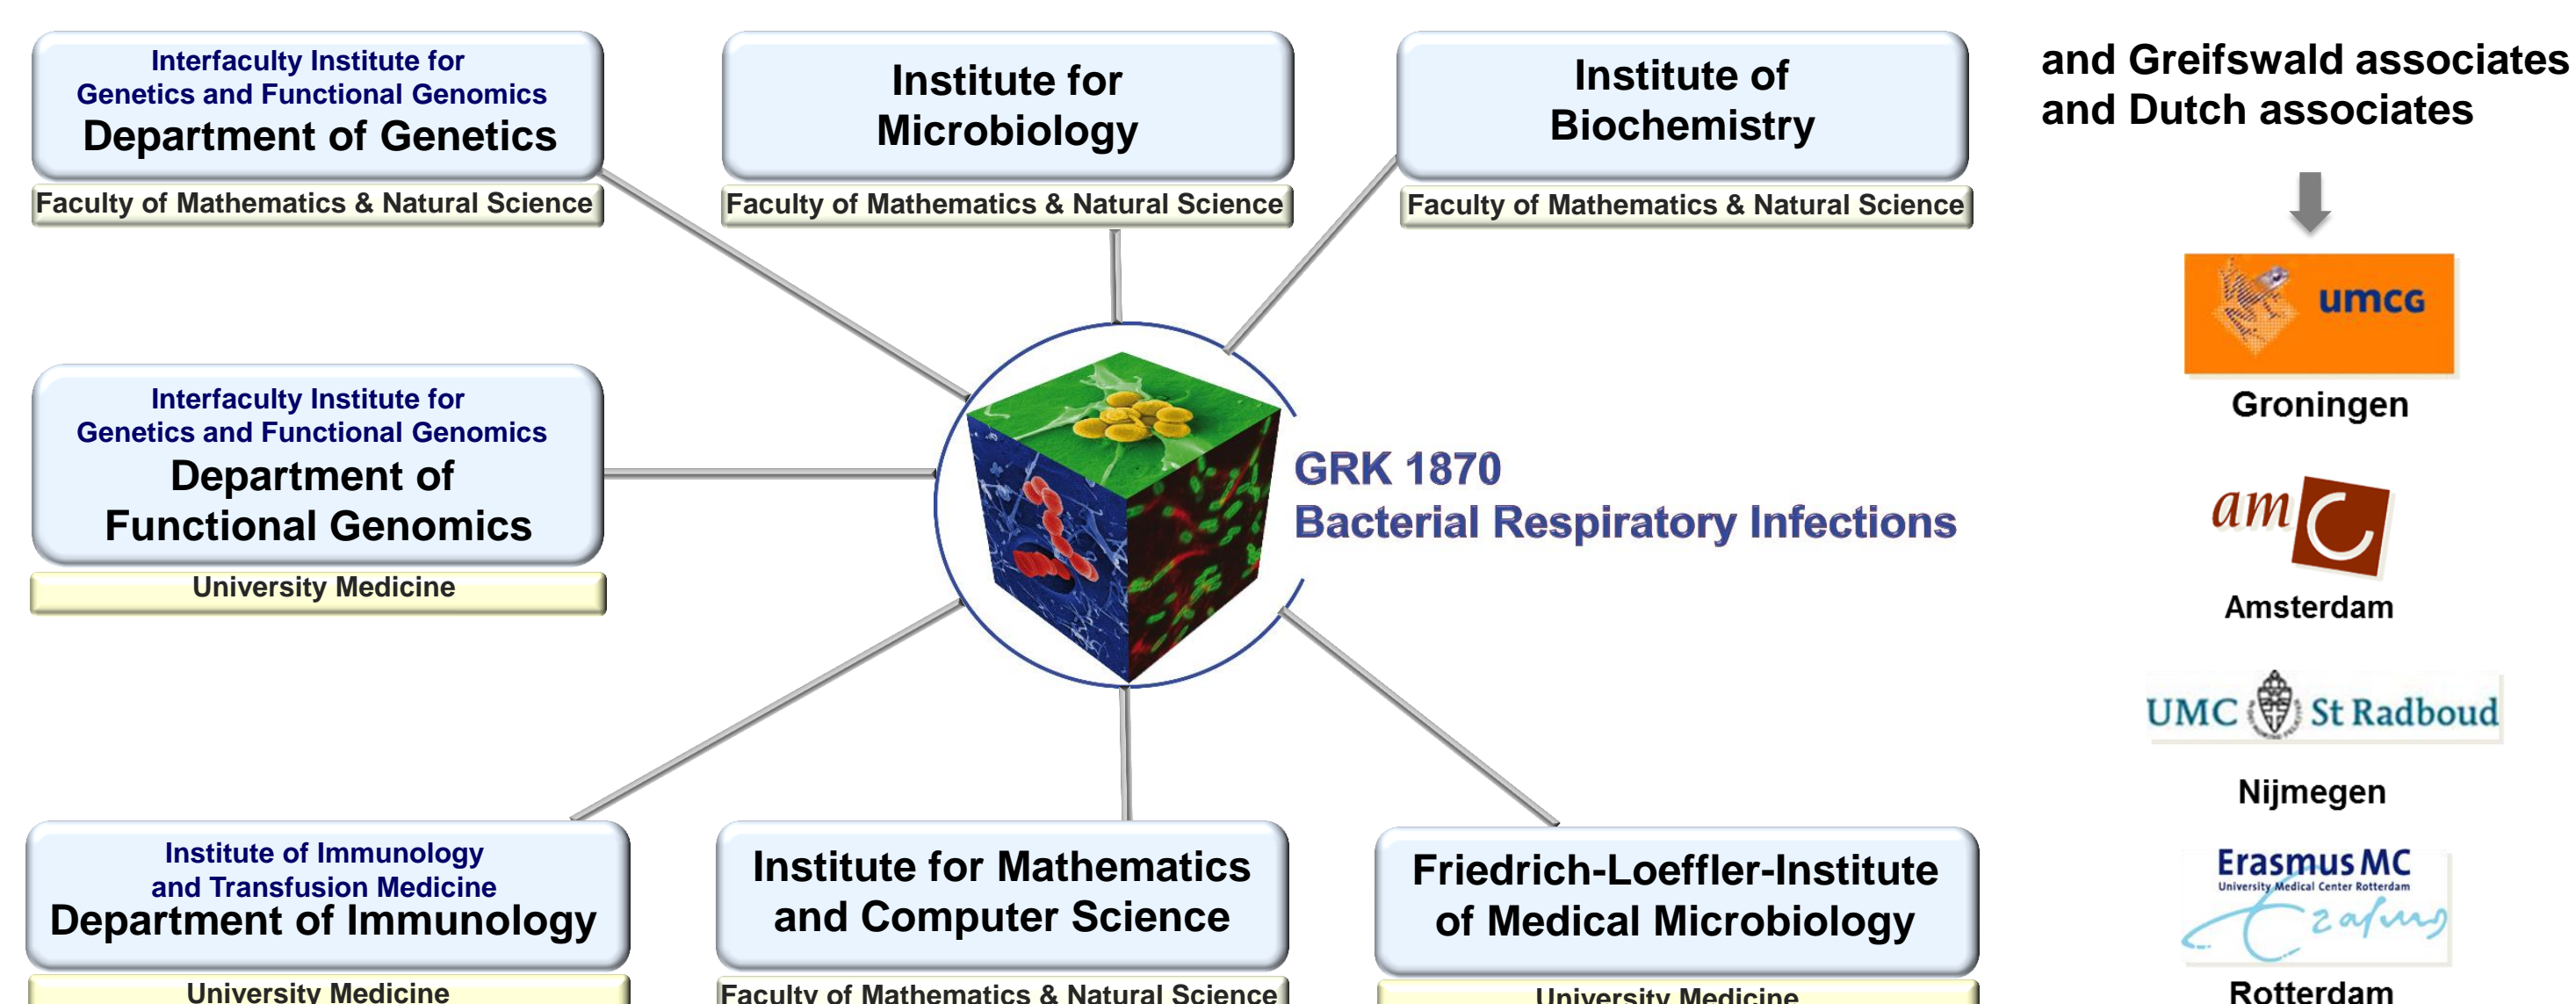 Interfaculty Institute for
Genetics and Functional Genomics
Department of Genetics
Faculty of Mathematics & Natural Science
Institute for
Microbiology
Faculty of Mathematics & Natural Science
Institute of
Biochemistry
Faculty of Mathematics & Natural Science
and Greifswald associates
and Dutch associates
umcG
Groningen
Interfaculty Institute for
Genetics and Functional Genomics
Department of
Functional Genomics
University Medicine
GRK 1870
Bacterial Respiratory Infections
amC
Amsterdam
UMC St Radboud
Nijmegen
Institute of Immunology
and Transfusion Medicine
Department of Immunology
University Medicine
Institute for Mathematics
and Computer Science
Faculty of Mathematics & Natural Science
Friedrich-Loeffler-Institute
of Medical Microbiology
University Medicine
Erasmus MC
University Medical Center Rotterdam
Erasmus
Rotterdam